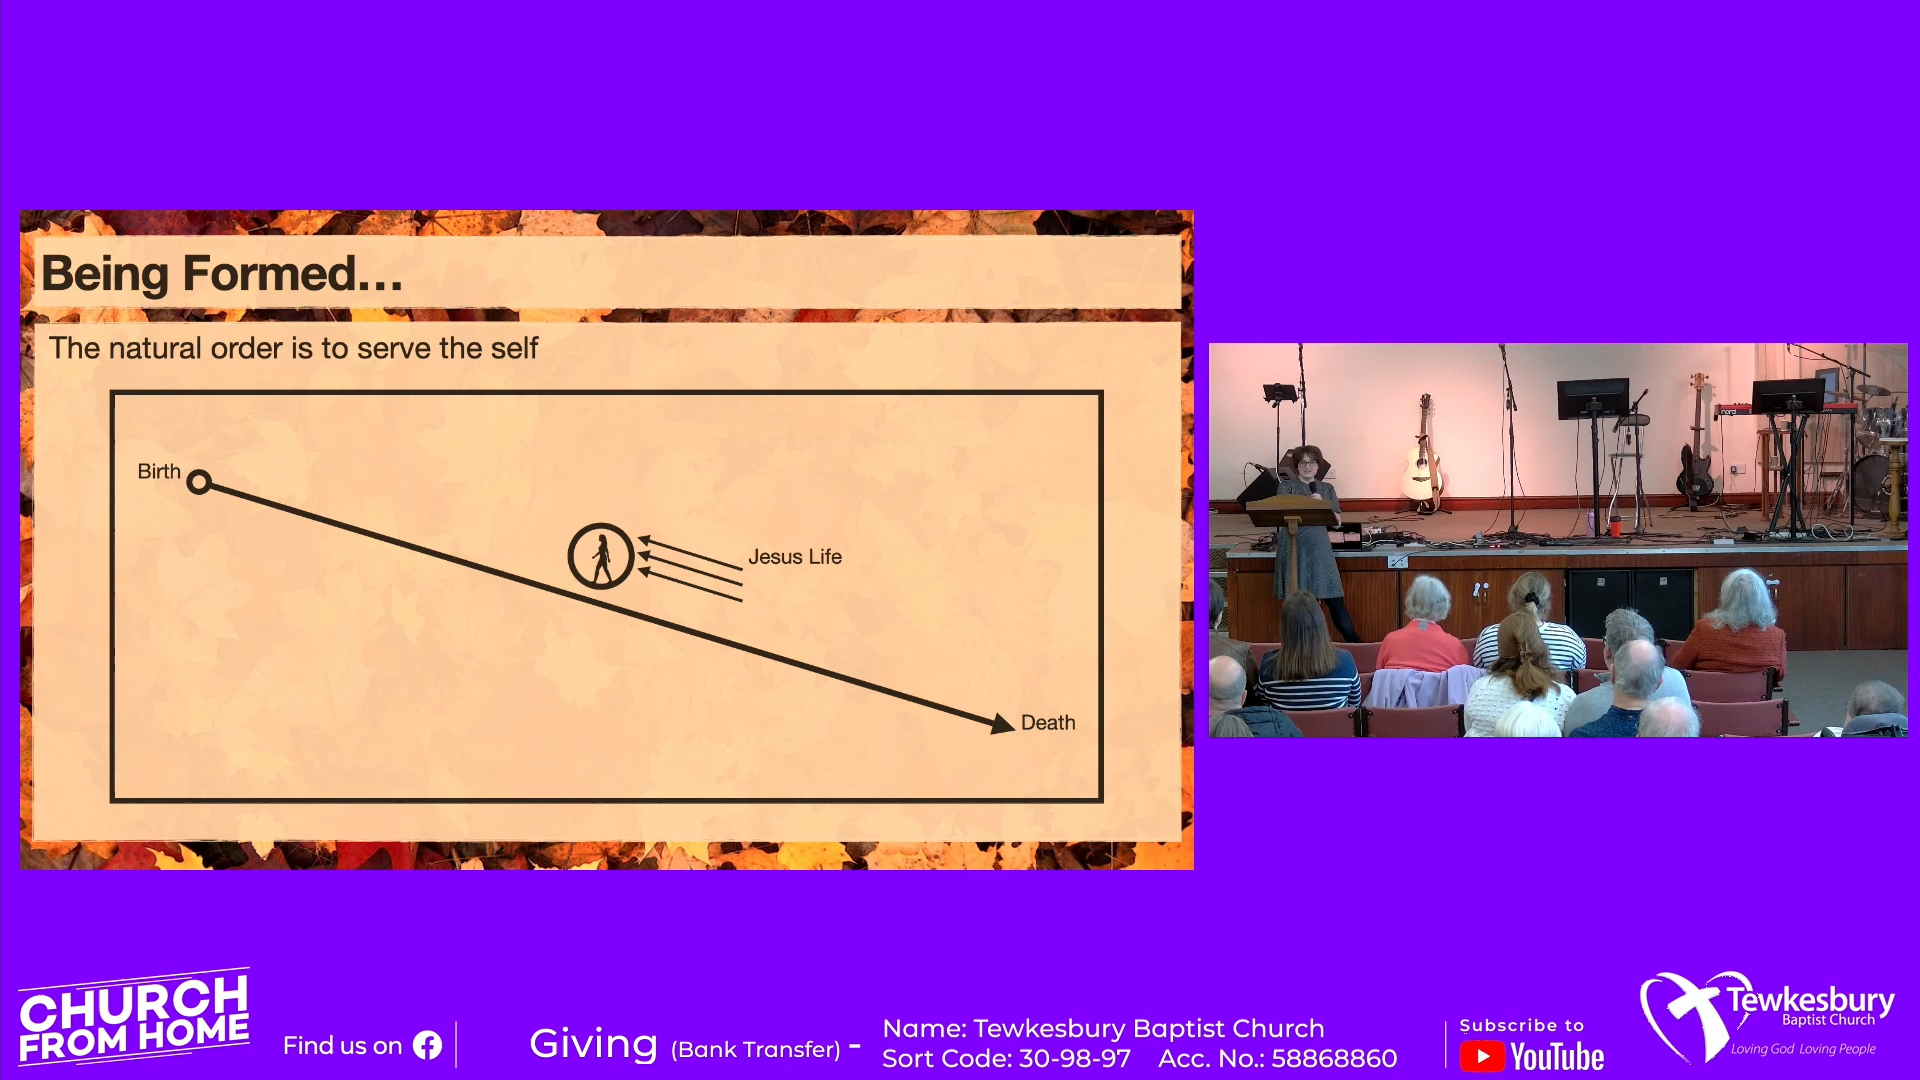 Being Formed...
The natural order is to serve the self
Birth
Jesus Life
Death
nord
CHURCH
FROM HOME
Find us on
Giving (Bank Transfer) -
Name: Tewkesbury Baptist Church
Sort Code: 30-98-97 Acc. No.: 58868860
Subscribe to
YouTube
Tewkesbury
Baptist Church
Loving God Loving People